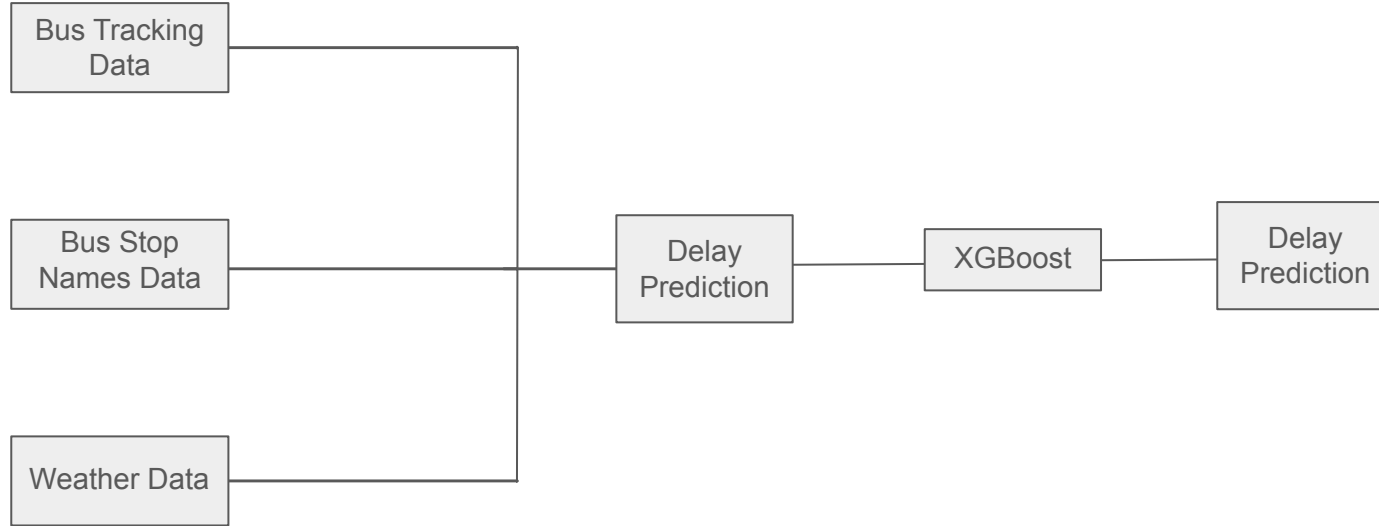 Bus Tracking
Data
Bus Stop
Names Data
Weather Data
Delay
Prediction
XGBoost
Delay
Prediction